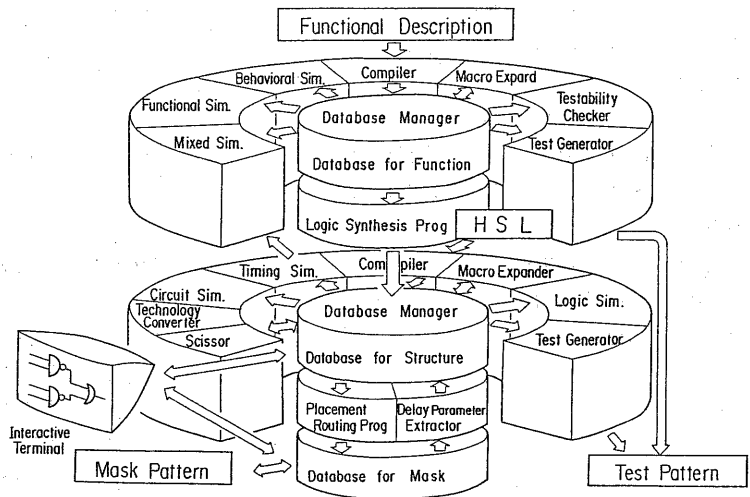 Functional Description
Behavioral Sim.
Compiler
Macro Expard
Functional Sim.
Testability
Checker
Database Manager
Mixed Sim.
Test Generator
Database for Function
Logic Synthesis Prog
HSL
Timing Sim.
Compiler
Macro Expander
Circuit Sim.
Logic Sim.
Technology
Converter
Database Manager
Scissor
Test Generator
Database for Structure
Placement
Routing Prog
Delay Parameter
Extractor
Interactive
Terminal
Mask Pattern
Database for Mask
Test Pattern